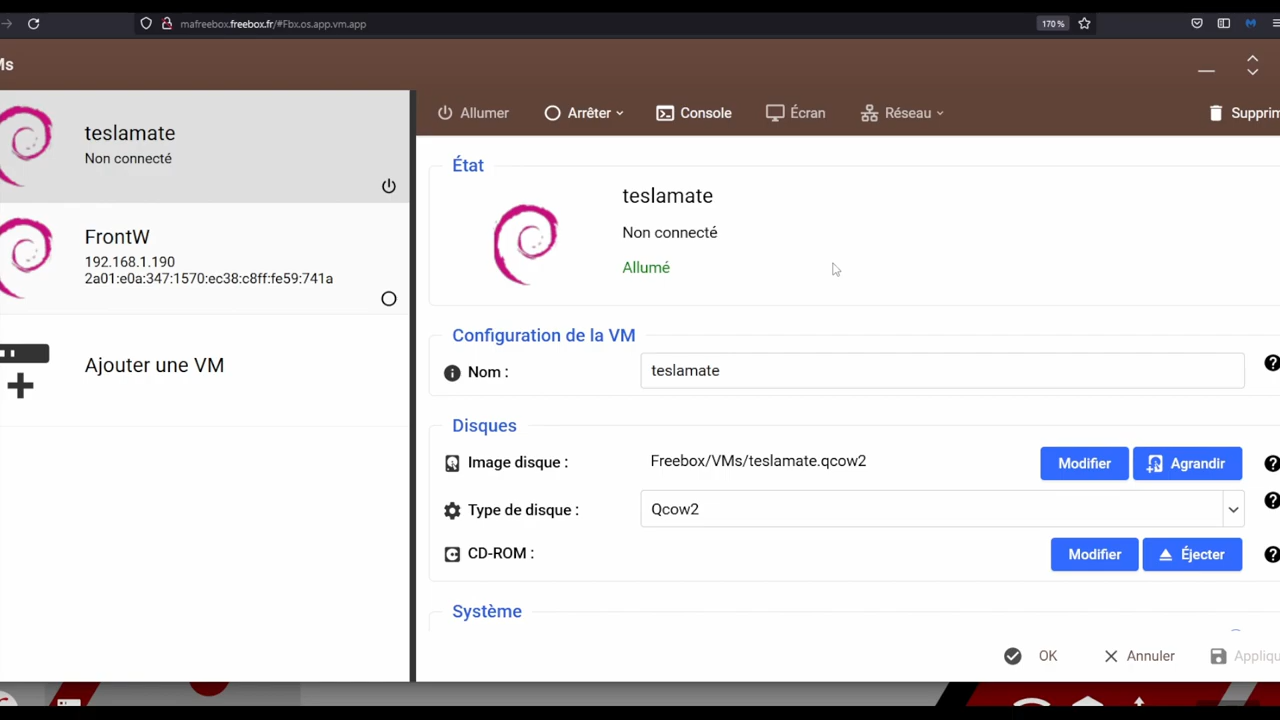 mafreebox.freebox.fr/#Fbx.os.app.vm.app
170 %
Ms
teslamate
Non connecté
FrontW
192.168.1.190
2a01:e0a:347:1570:ec38:c8ff:fe59:741a
Ajouter une VM
Allumer
Arrêter
Console
Écran
Réseau
Supprim
État
teslamate
Non connecté
Allumé
Configuration de la VM
Nom :
teslamate
Disques
Image disque :
Freebox/VMs/teslamate.qcow2
Modifier
Agrandir
Type de disque :
Qcow2
CD-ROM :
Modifier
Éjecter
Système
OK
Annuler
Appliqu